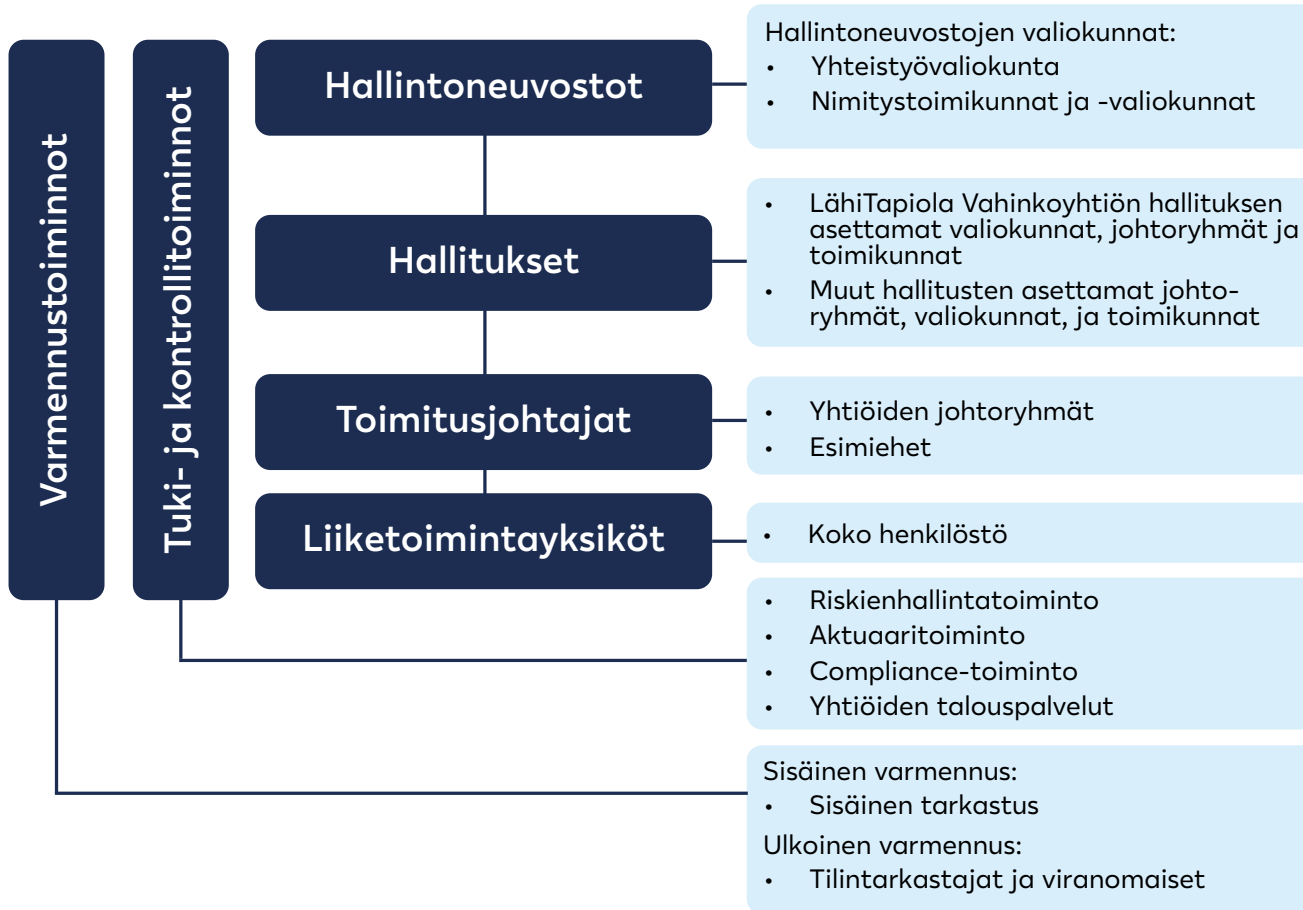 Varmennustoiminnot
Tuki- ja kontrollitoiminnot
Hallintoneuvostot
Hallintoneuvostojen valiokunnat:
• Yhteistyövaliokunta
• Nimitystoimikunnat ja -valiokunnat
Hallitukset
• LähiTapiola Vahinkoyhtiön hallituksen
asettamat valiokunnat, johtoryhmät ja
toimikunnat
• Muut hallitusten asettamat johto-
ryhmät, valiokunnat, ja toimikunnat
Toimitusjohtajat
• Yhtiöiden johtoryhmät
• Esimiehet
Liiketoimintayksiköt
• Koko henkilöstö
• Riskienhallintatoiminto
• Aktuaaritoiminto
• Compliance-toiminto
• Yhtiöiden talouspalvelut
Sisäinen varmennus:
• Sisäinen tarkastus
Ulkoinen varmennus:
• Tilintarkastajat ja viranomaiset